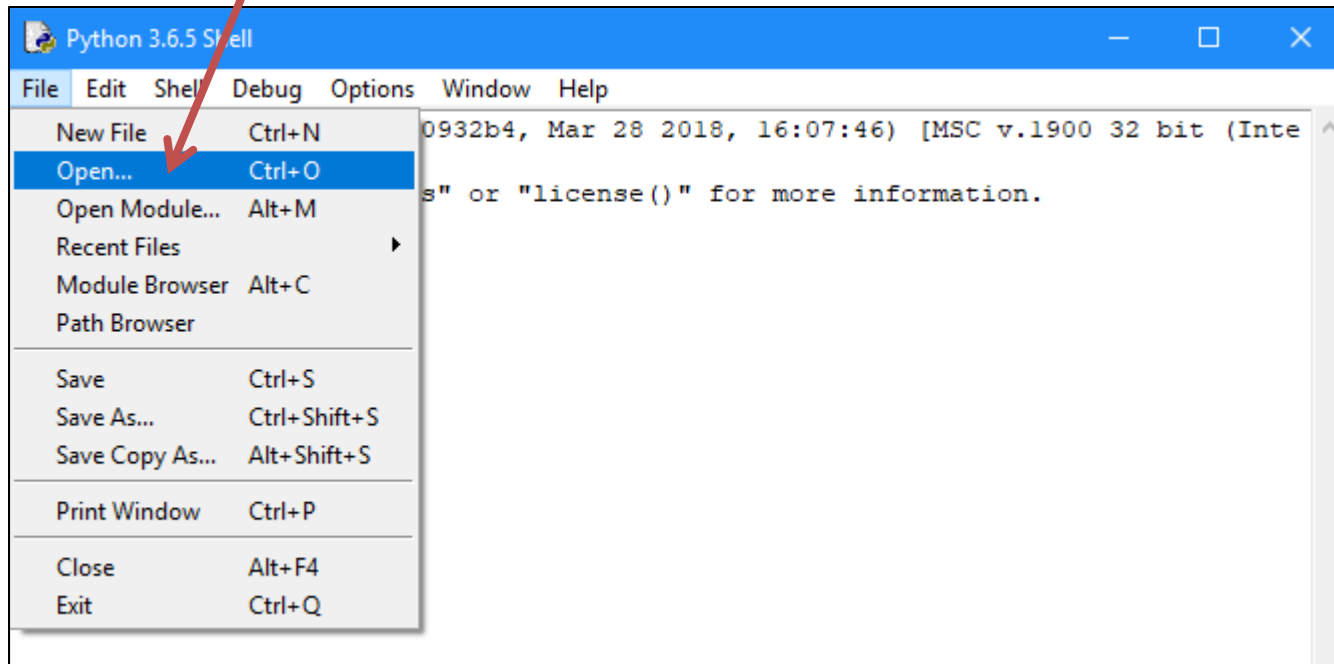 Python 3.6.5 Shell
File Edit Shell Debug Options Window Help
New File Ctrl+N
0932b4, Mar 28 2018, 16:07:46) [MSC v.1900 32 bit (Inte
Open... Ctrl+O
s" or "license()" for more information.
Open Module... Alt+M
Recent Files
Module Browser Alt+C
Path Browser
Save Ctrl+S
Save As... Ctrl+Shift+S
Save Copy As... Alt+Shift+S
Print Window Ctrl+P
Close Alt+F4
Exit Ctrl+Q